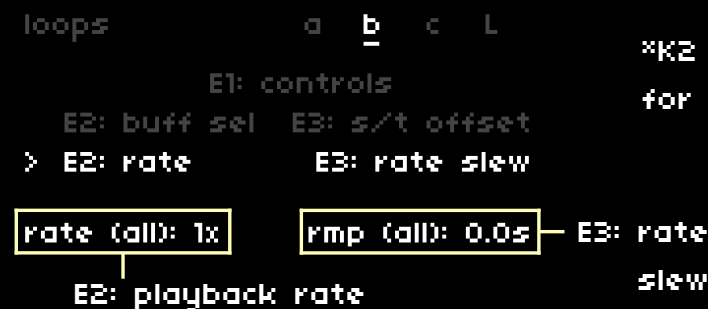 loops a b c L
*K2
E1: controls
for
E2: buff sel E3: s/t offset
> E2: rate E3: rate slew
rate (all): 1x rmp (all): 0.0s E3: rate
slew
E2: playback rate